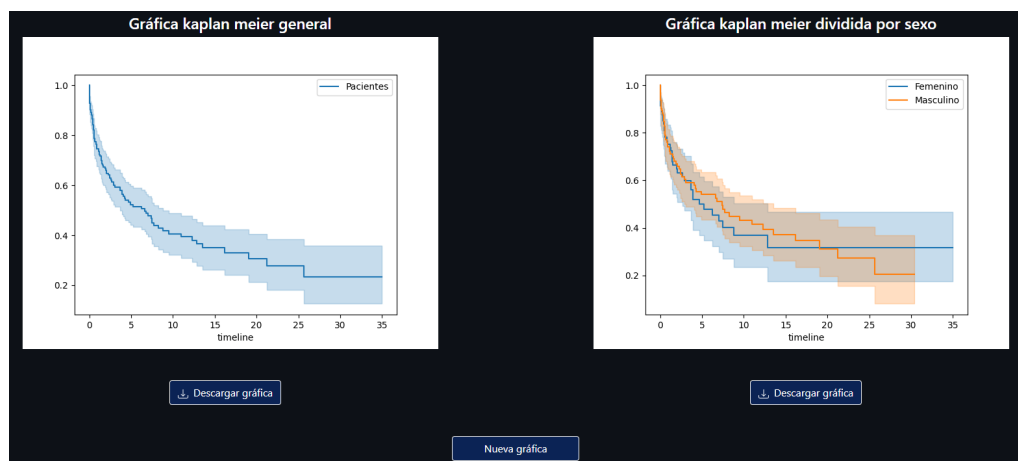 Gráfica kaplan meier general
Pacientes
1.0
0.8
0.6
0.4
0.2
0 5 10 15 20 25 30 35
timeline
Descargar gráfica
Gráfica kaplan meier dividida por sexo
Femenino
Masculino
1.0
0.8
0.6
0.4
0.2
0 5 10 15 20 25 30 35
timeline
Descargar gráfica
Nueva gráfica